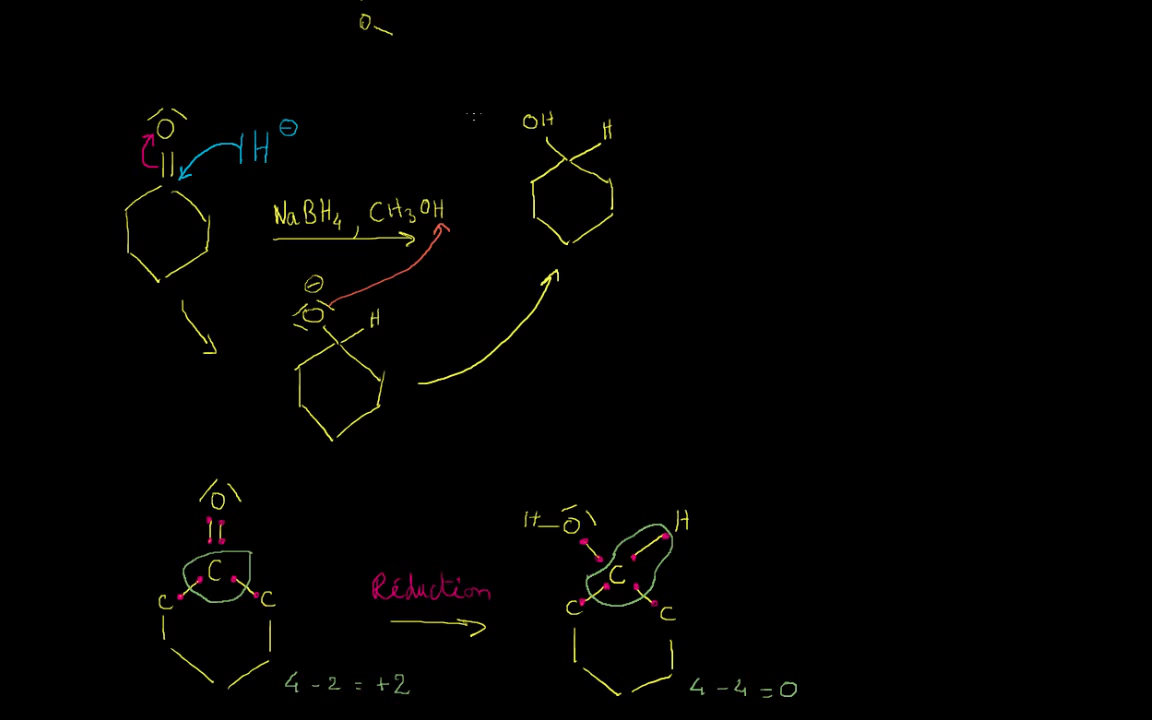 O
O
H ⊖
OH
H
NaBH4, CH3OH
⊖
O
H
O
C
C
C
4 - 2 = +2
Réduction
H-O
H
C
C
C
4 - 4 = 0